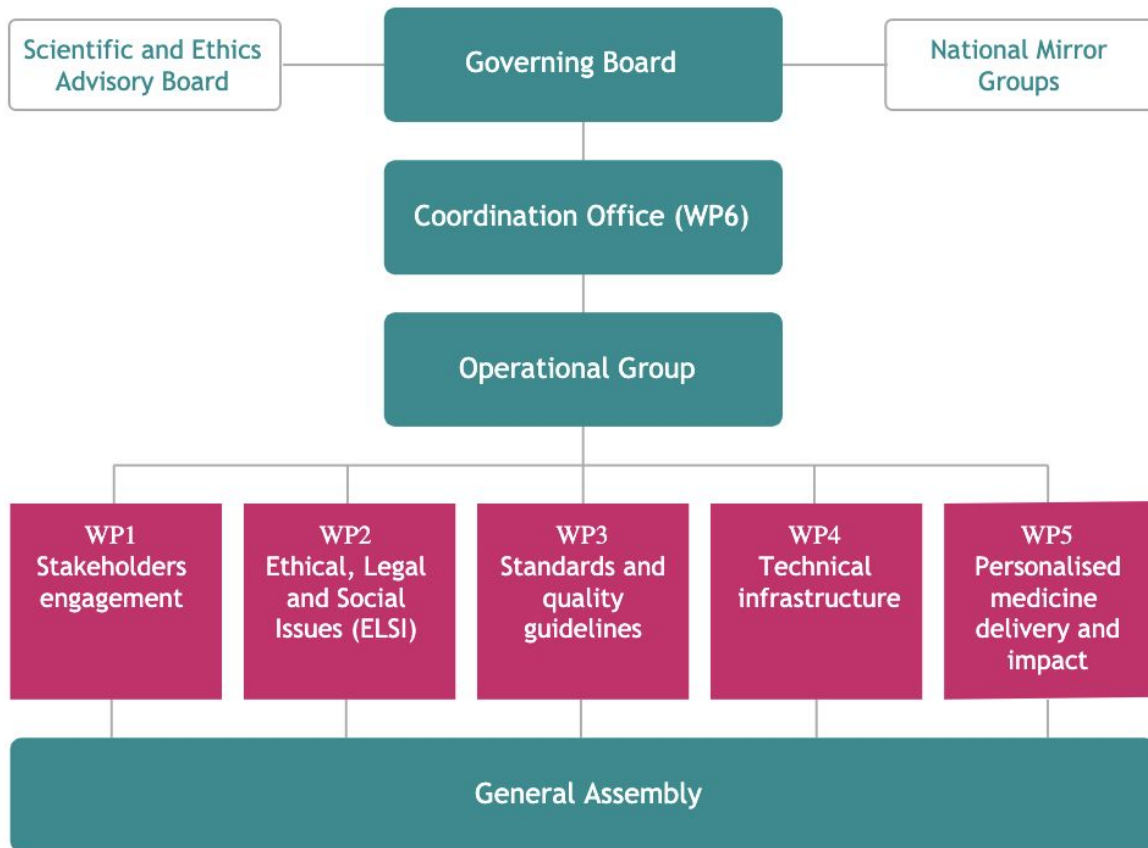 Scientific and Ethics
Advisory Board
Governing Board
National Mirror
Groups
Coordination Office (WP6)
Operational Group
WP1
Stakeholders
engagement
WP2
Ethical, Legal
and Social
Issues (ELSI)
WP3
Standards and
quality
guidelines
WP4
Technical
infrastructure
WP5
Personalised
medicine
delivery and
impact
General Assembly